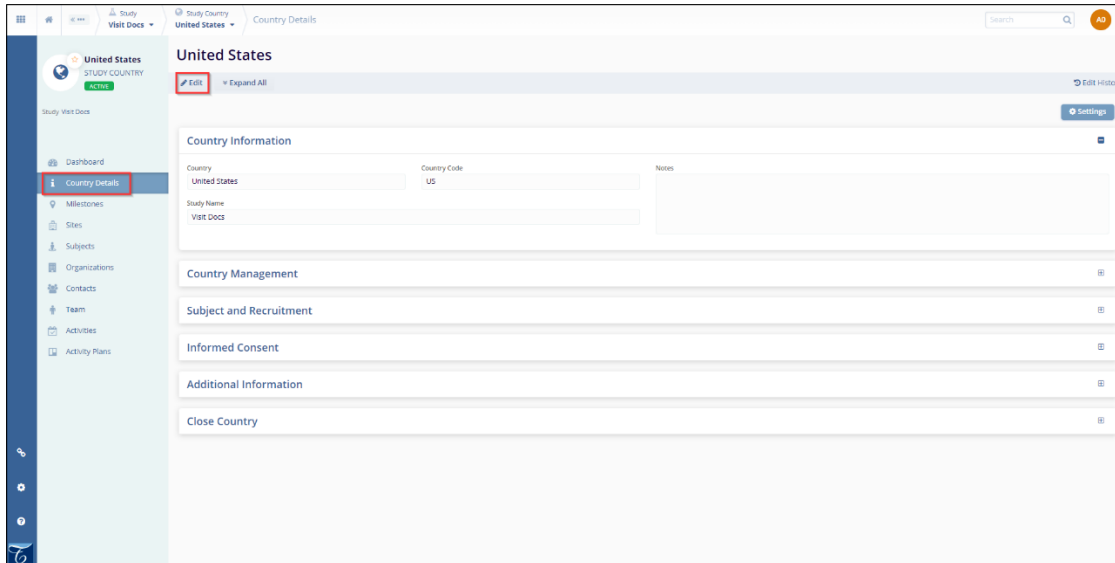 Study
Visit Docs
Study Country
United States
Country Details
Search
AD
United States
STUDY COUNTRY
ACTIVE
Study Visit Docs
Dashboard
Country Details
Milestones
Sites
Subjects
Organizations
Contacts
Team
Activities
Activity Plans
United States
Edit
Expand All
Edit Histo
Settings
Country Information
Country
Country Code
Notes
United States
US
Study Name
Visit Docs
Country Management
Subject and Recruitment
Informed Consent
Additional Information
Close Country